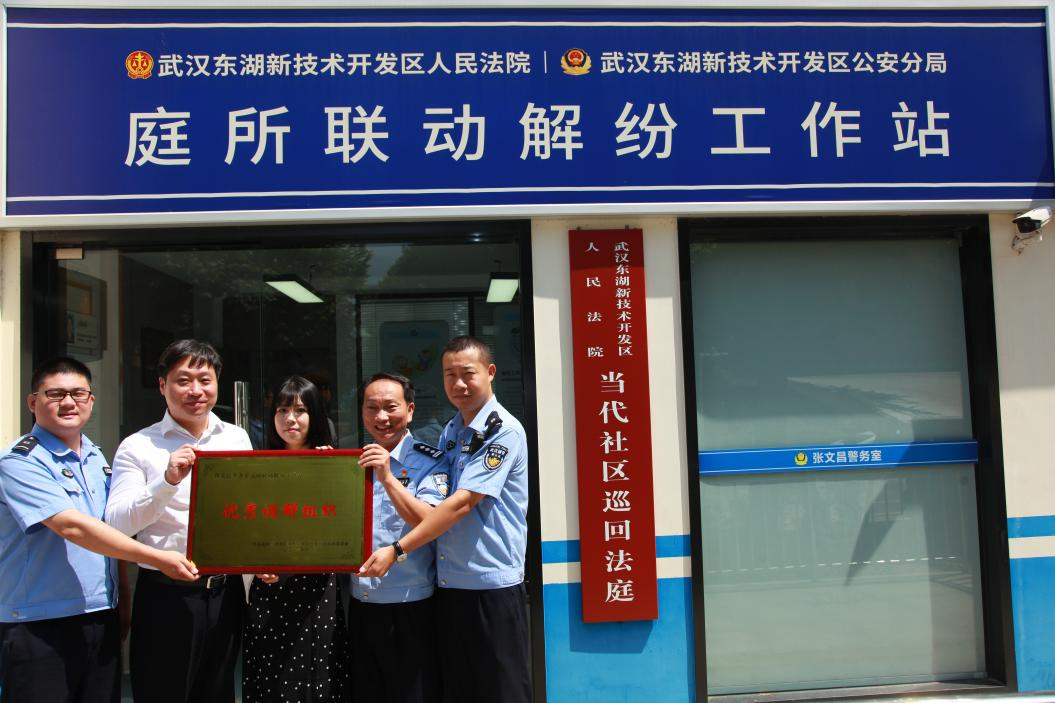 武汉东湖新技术开发区人民法院 | 武汉东湖新技术开发区公安分局
庭所联动解纷工作站
武汉东湖新技术开发区
人民法院
当代社区巡回法庭
张文昌警务室
优秀调解组织